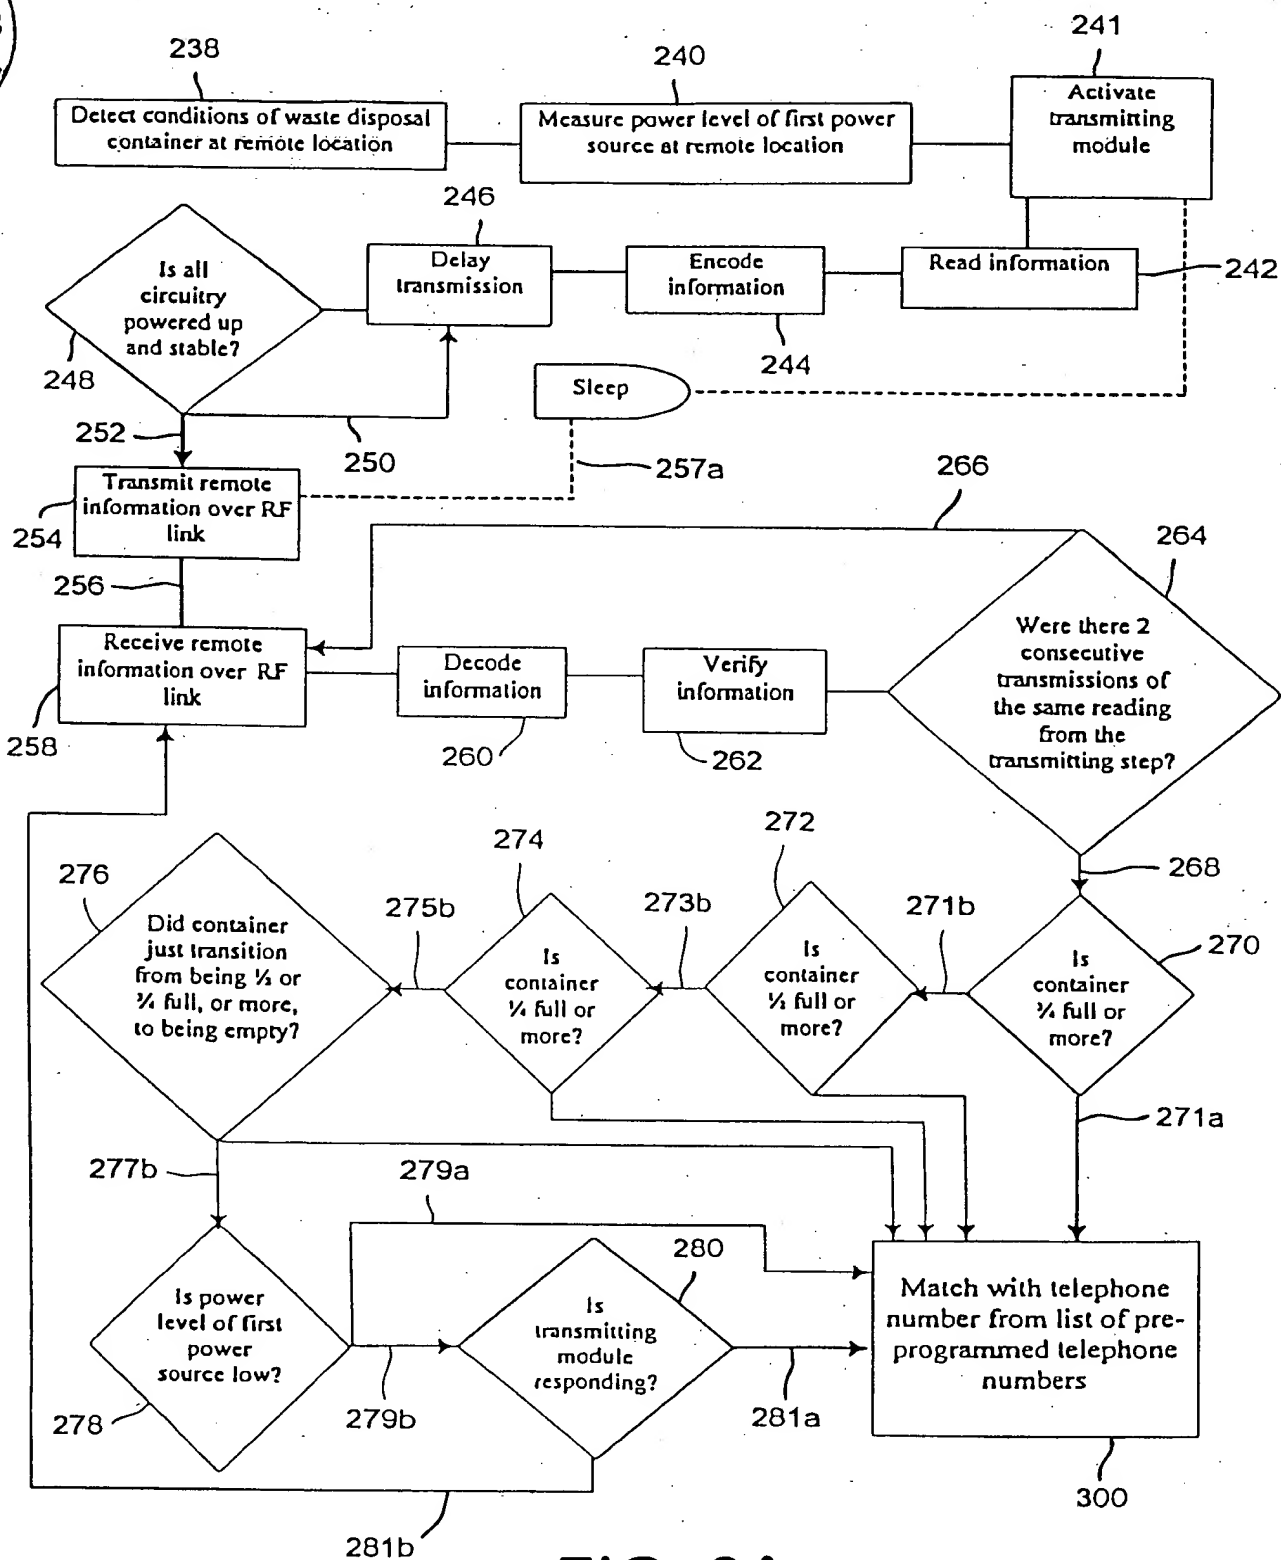 241
238
240
Detect conditions of waste disposal
container at remote location
Measure power level of first power
source at remote location
Activate
transmitting
module
246
Is all
circuitry
powered up
and stable?
248
Delay
transmission
Encode
information
244
Read information
242
Sleep
252
250
257a
Transmit remote
information over RF
link
254
256
266
264
Receive remote
information over RF
link
258
Decode
information
260
Verify
information
262
Were there 2
consecutive
transmissions of
the same reading
from the
transmitting step?
268
276
274
272
275b
273b
271b
270
Did container
just transition
from being ½ or
¾ full, or more,
to being empty?
Is
container
¼ full or
more?
Is
container
½ full or
more?
Is
container
¾ full or
more?
271a
277b
279a
280
Is power
level of first
power
source low?
278
279b
Is
transmitting
module
responding?
281a
Match with telephone
number from list of pre-
programmed telephone
numbers
300
281b